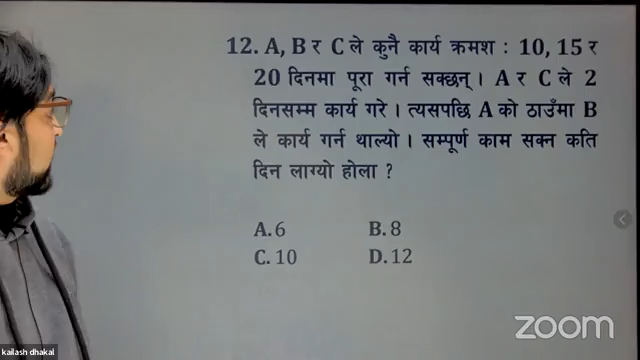 12. A, B र C ले कुनै कार्य क्रमश : 10, 15 र
20 दिनमा पूरा गर्न सक्छन् । A र C ले 2
दिनसम्म कार्य गरे । त्यसपछि A को ठाउँमा B
ले कार्य गर्न थाल्यो । सम्पूर्ण काम सक्न कति
दिन लाग्यो होला ?
A. 6 B. 8
C. 10 D. 12
zoom
kailash dhakal